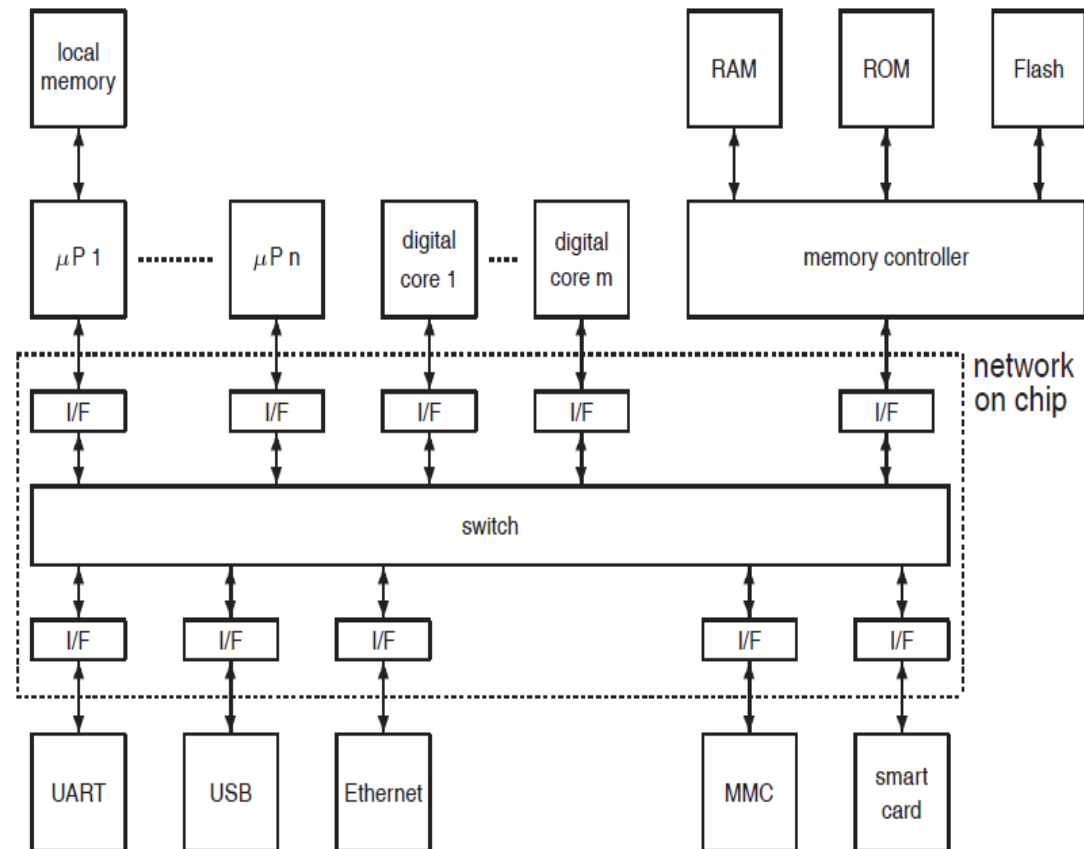 local
memory
RAM
ROM
Flash
μP 1
μP n
digital
core 1
digital
core m
memory controller
network
on chip
I/F
I/F
I/F
I/F
I/F
switch
I/F
I/F
I/F
I/F
I/F
UART
USB
Ethernet
MMC
smart
card